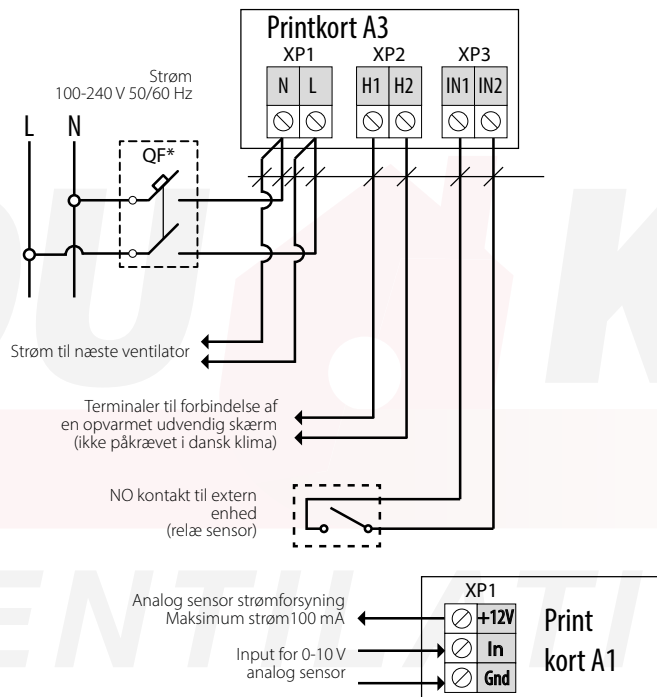 Printkort A3
XP1 XP2 XP3
N L H1 H2 IN1 IN2
Strøm
100-240 V 50/60 Hz
L N
QF*
Strøm til næste ventilator
Terminaler til forbindelse af
en opvarmet udvendig skærm
(ikke påkrævet i dansk klima)
NO kontakt til extern
enhed
(relæ sensor)
XP1
Analog sensor strømforsyning
Maksimum strøm100 mA
+12V
Print
kort A1
Input for 0-10 V
analog sensor
In
Gnd
VENTILATI